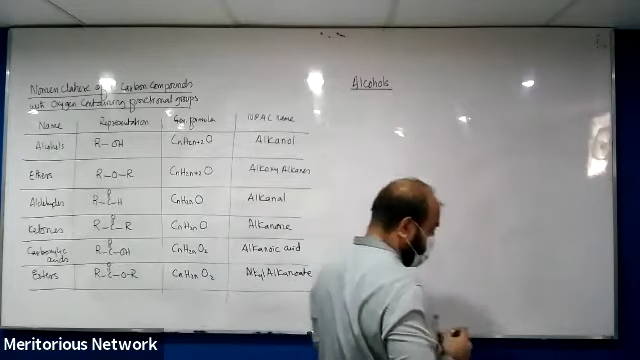 Nomenclature of Carbon Compounds
with Oxygen Containing functional groups
Alcohols
Name Representation Gen formula IUPAC name
Alcohols R-OH CnH2n+2O Alkanol
Ethers R-O-R CnH2n+2O Alkoxy Alkanes
Aldehydes R-C-H O CnH2nO Alkanal
Ketones R-C-R O CnH2nO Alkanone
Carboxylic acids R-C-OH O CnH2nO2 Alkanoic acid
Esters R-C-O-R O CnH2nO2 Alkyl Alkanoate
Meritorious Network